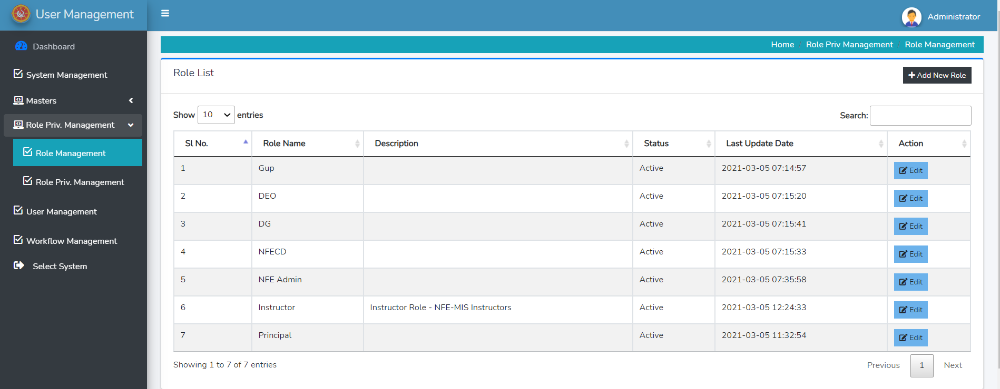 User Management
Administrator
Dashboard
System Management
Masters
Role Priv. Management
Role Management
Role Priv. Management
User Management
Workflow Management
Select System
Home / Role Priv Management / Role Management
Role List
Add New Role
Show 10 entries
Search:
Sl No. Role Name Description Status Last Update Date Action
1 Gup Active 2021-03-05 07:14:57 Edit
2 DEO Active 2021-03-05 07:15:20 Edit
3 DG Active 2021-03-05 07:15:41 Edit
4 NFECD Active 2021-03-05 07:15:33 Edit
5 NFE Admin Active 2021-03-05 07:35:58 Edit
6 Instructor Instructor Role - NFE-MIS Instructors Active 2021-03-05 12:24:33 Edit
7 Principal Active 2021-03-05 11:32:54 Edit
Showing 1 to 7 of 7 entries
Previous 1 Next